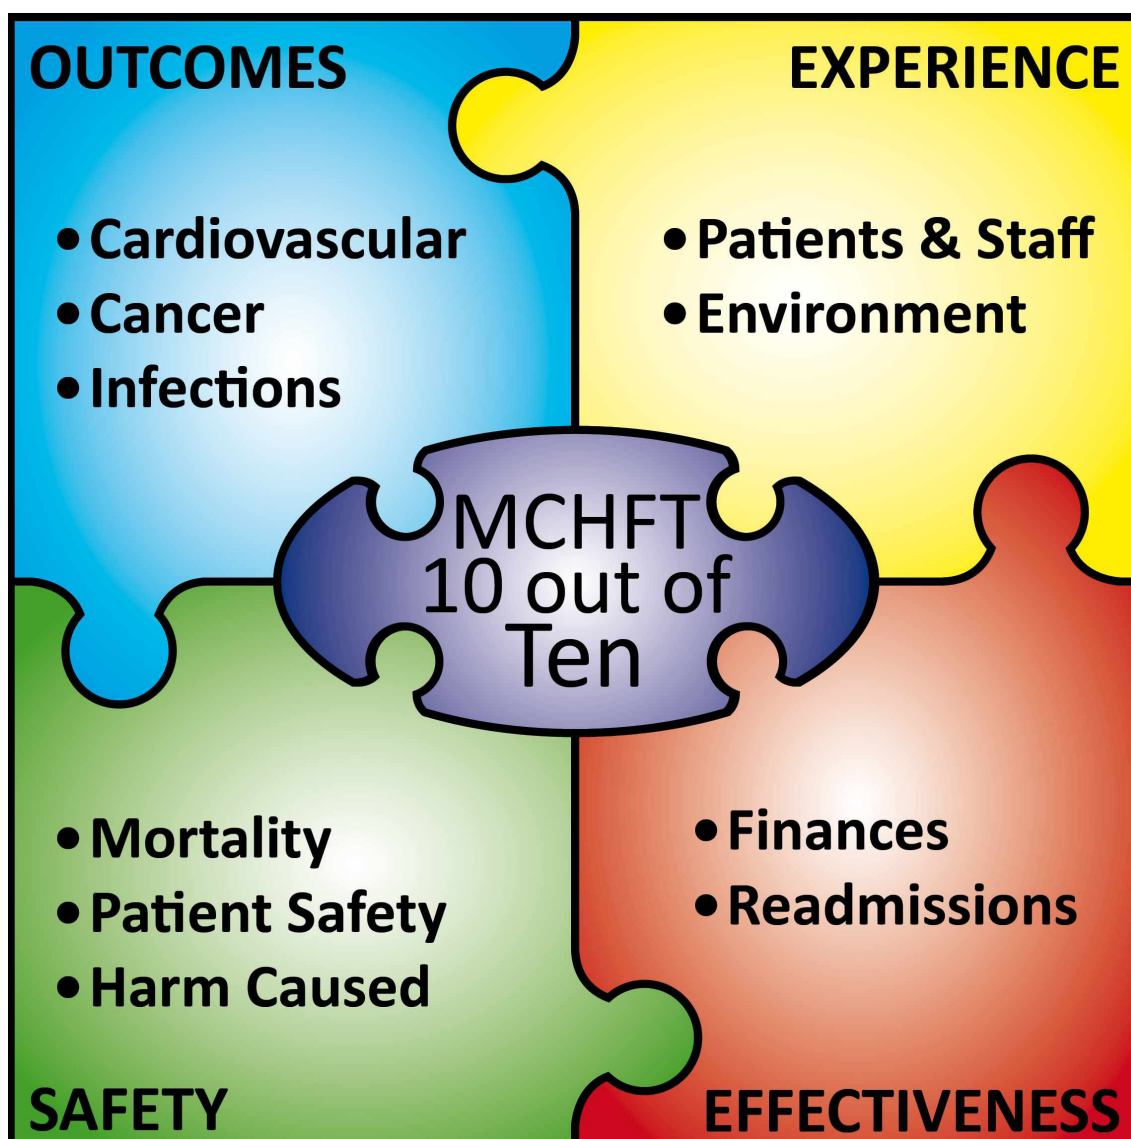 OUTCOMES
• Cardiovascular
• Cancer
• Infections
EXPERIENCE
• Patients & Staff
• Environment
MCHFT
10 out of
Ten
• Mortality
• Patient Safety
• Harm Caused
SAFETY
• Finances
• Readmissions
EFFECTIVENESS